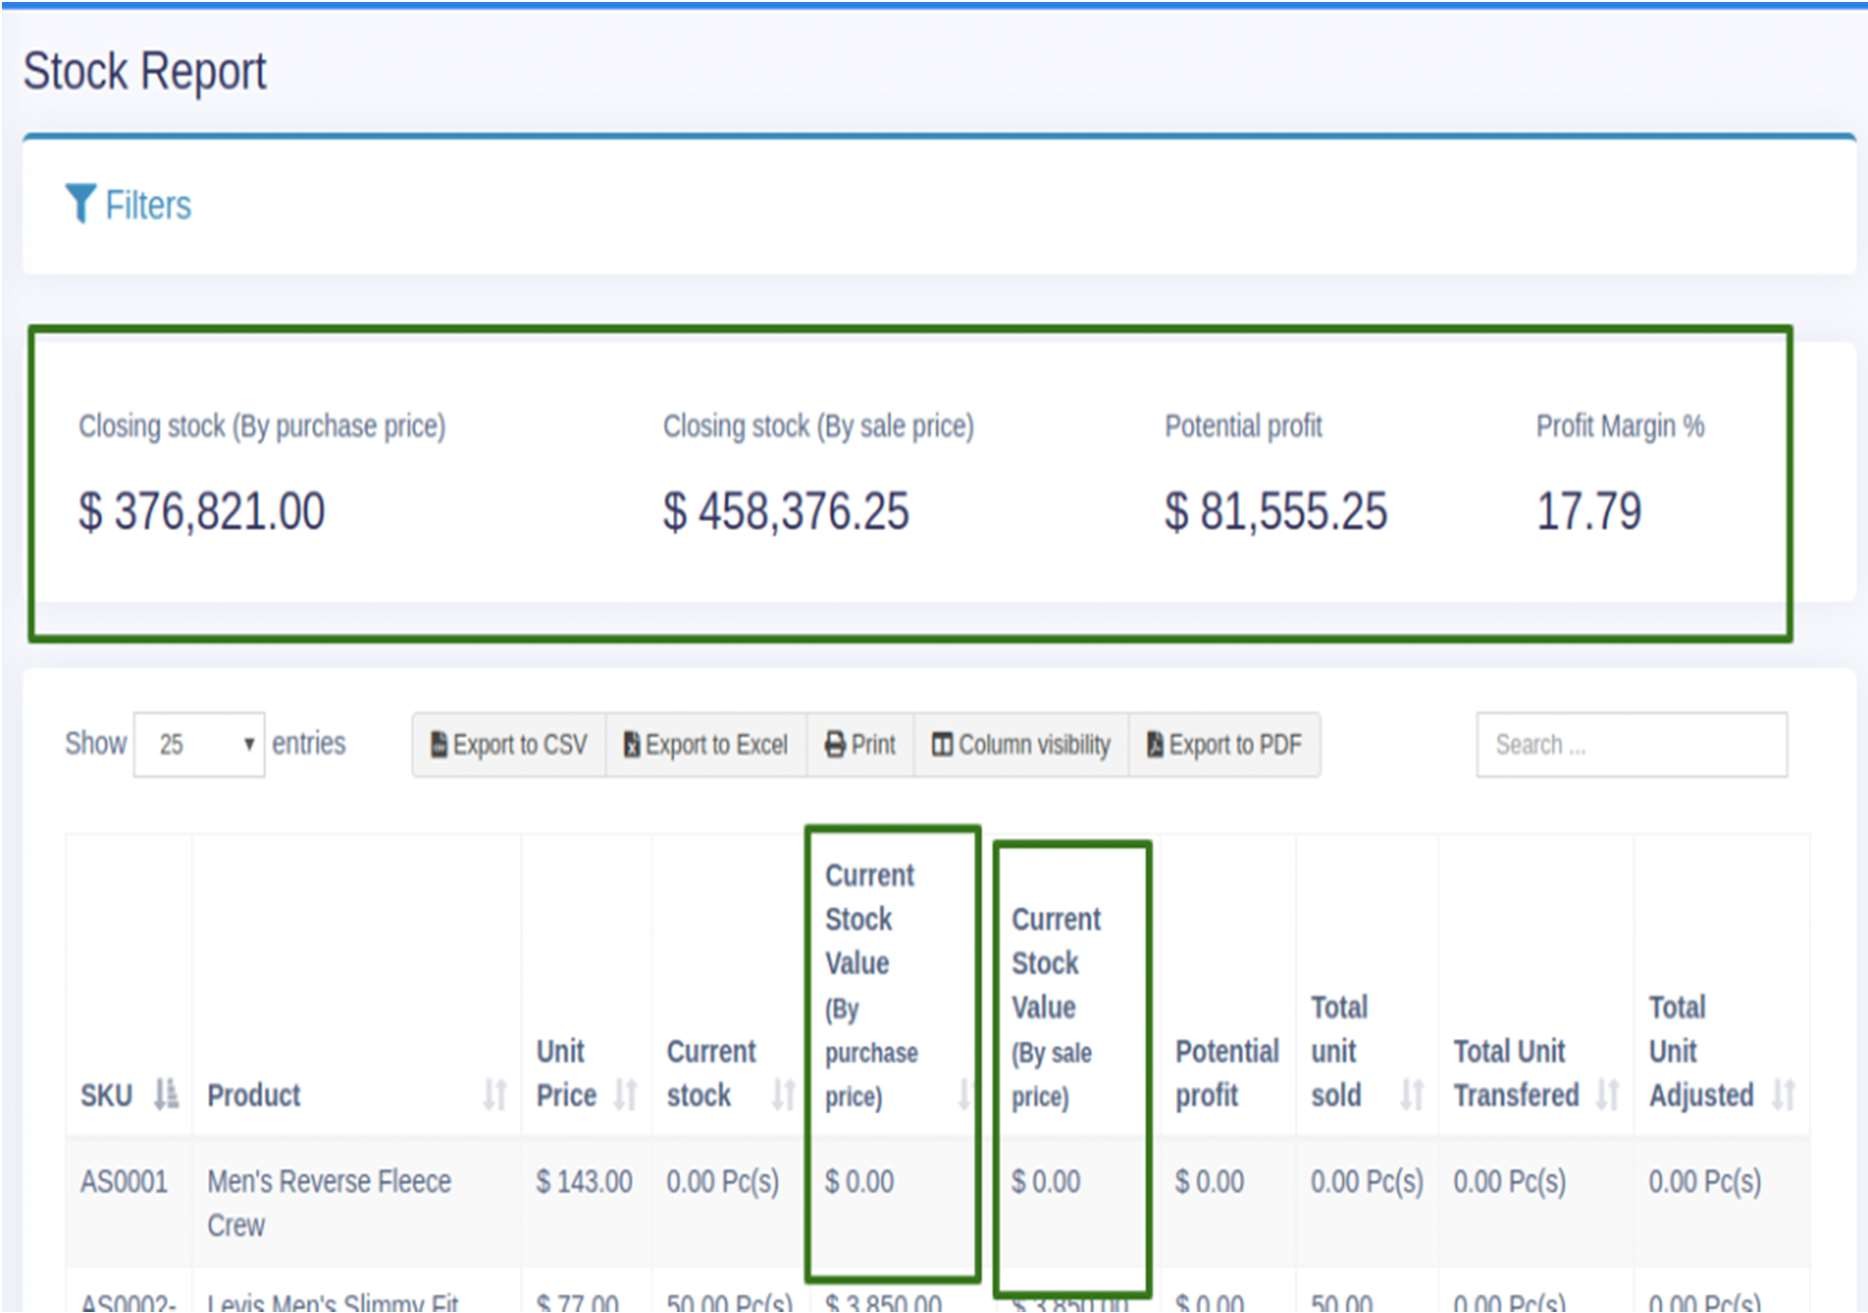 Stock Report
Filters
Closing stock (By purchase price) Closing stock (By sale price) Potential profit Profit Margin %
$ 376,821.00 $ 458,376.25 $ 81,555.25 17.79
Show 25 entries Export to CSV Export to Excel Print Column visibility Export to PDF Search ...
SKU
Product
Unit
Price
Current
stock
Current
Stock
Value
(By
purchase
price)
Current
Stock
Value
(By sale
price)
Potential
profit
Total
unit
sold
Total Unit
Transfered
Total
Unit
Adjusted
AS0001 Men's Reverse Fleece $ 143.00 0.00 Pc(s) $ 0.00 $ 0.00 $ 0.00 0.00 Pc(s) 0.00 Pc(s) 0.00 Pc(s)
Crew
AS0002- Levis Men's Slimmy Fit $ 77.00 50.00 Pc(s) $ 3,850.00 $ 3,850.00 $ 0.00 50.00 0.00 Pc(s) 0.00 Pc(s)